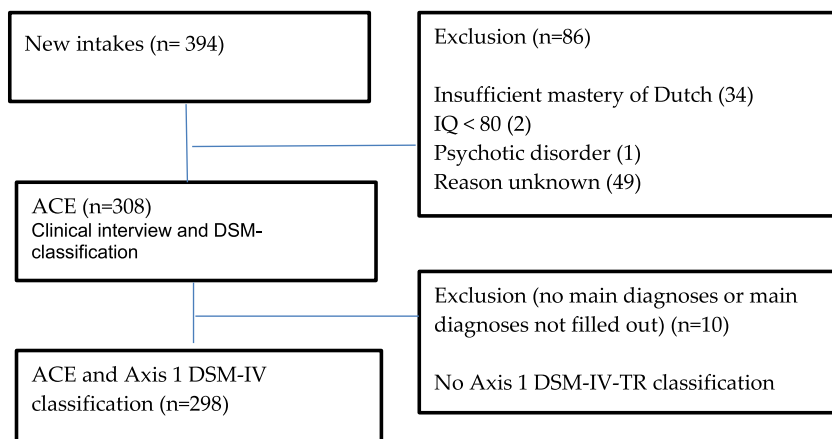 New intakes (n= 394)
Exclusion (n=86)
Insufficient mastery of Dutch (34)
IQ < 80 (2)
Psychotic disorder (1)
Reason unknown (49)
ACE (n=308)
Clinical interview and DSM-
classification
Exclusion (no main diagnoses or main
diagnoses not filled out) (n=10)
No Axis 1 DSM-IV-TR classification
ACE and Axis 1 DSM-IV
classification (n=298)